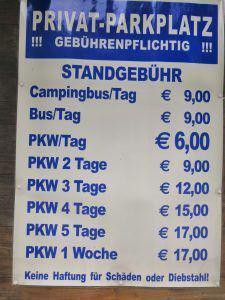 PRIVAT-PARKPLATZ
!!! GEBÜHRENPFLICHTIG !!!
STANDGEBÜHR
Campingbus/Tag € 9,00
Bus/Tag € 9,00
PKW/Tag € 6,00
PKW 2 Tage € 9,00
PKW 3 Tage € 12,00
PKW 4 Tage € 15,00
PKW 5 Tage € 17,00
PKW 1 Woche € 17,00
Keine Haftung für Schäden oder Diebstahl!